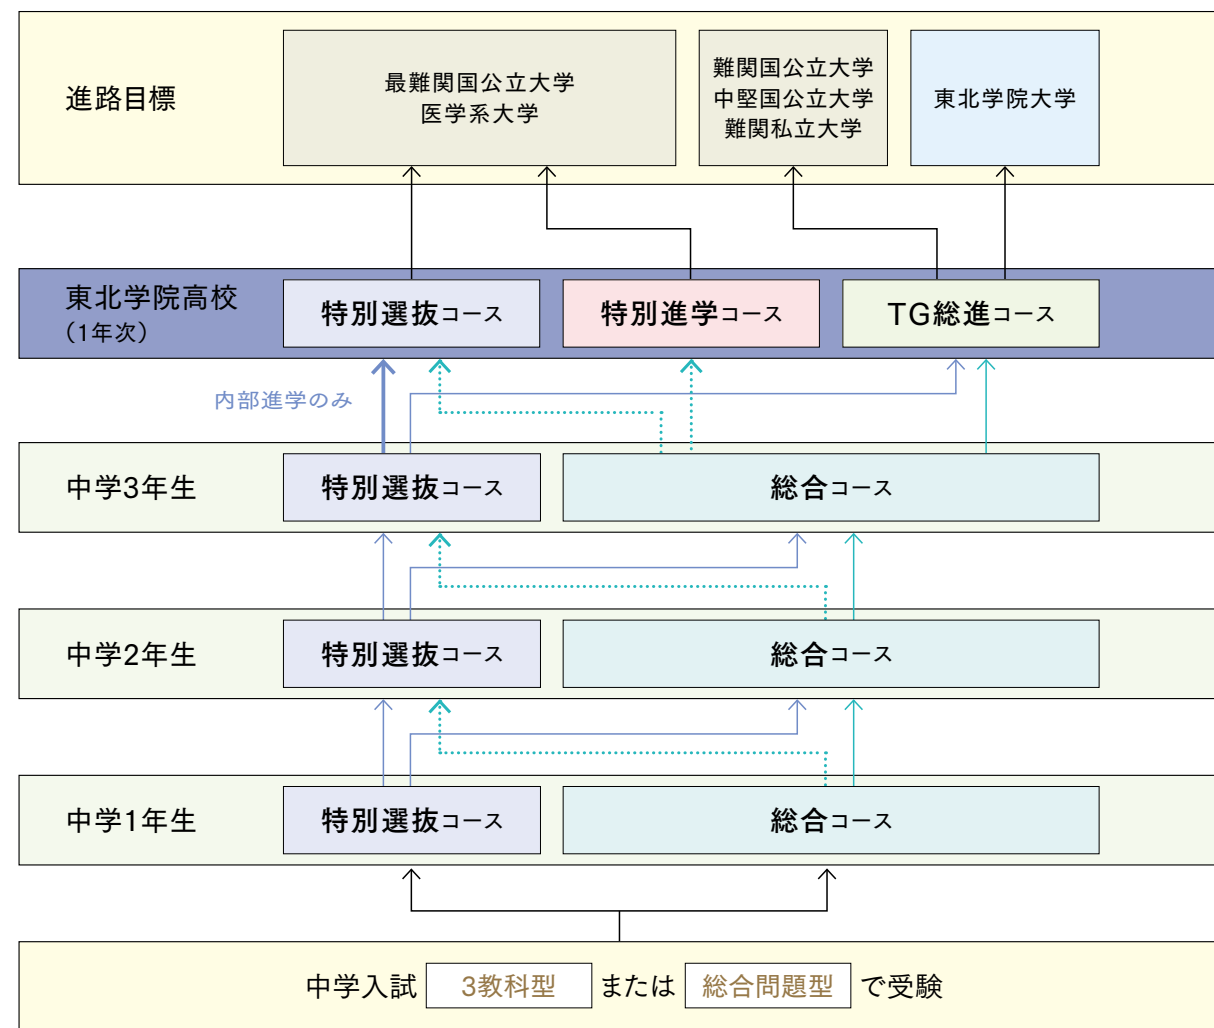 進路目標
最難関国公立大学
医学系大学
難関国公立大学
中堅国公立大学
難関私立大学
東北学院大学
東北学院高校
（1年次）
特別選抜コース
特別進学コース
TG総進コース
内部進学のみ
中学3年生
特別選抜コース
総合コース
中学2年生
特別選抜コース
総合コース
中学1年生
特別選抜コース
総合コース
中学入試 3教科型 または 総合問題型 で受験